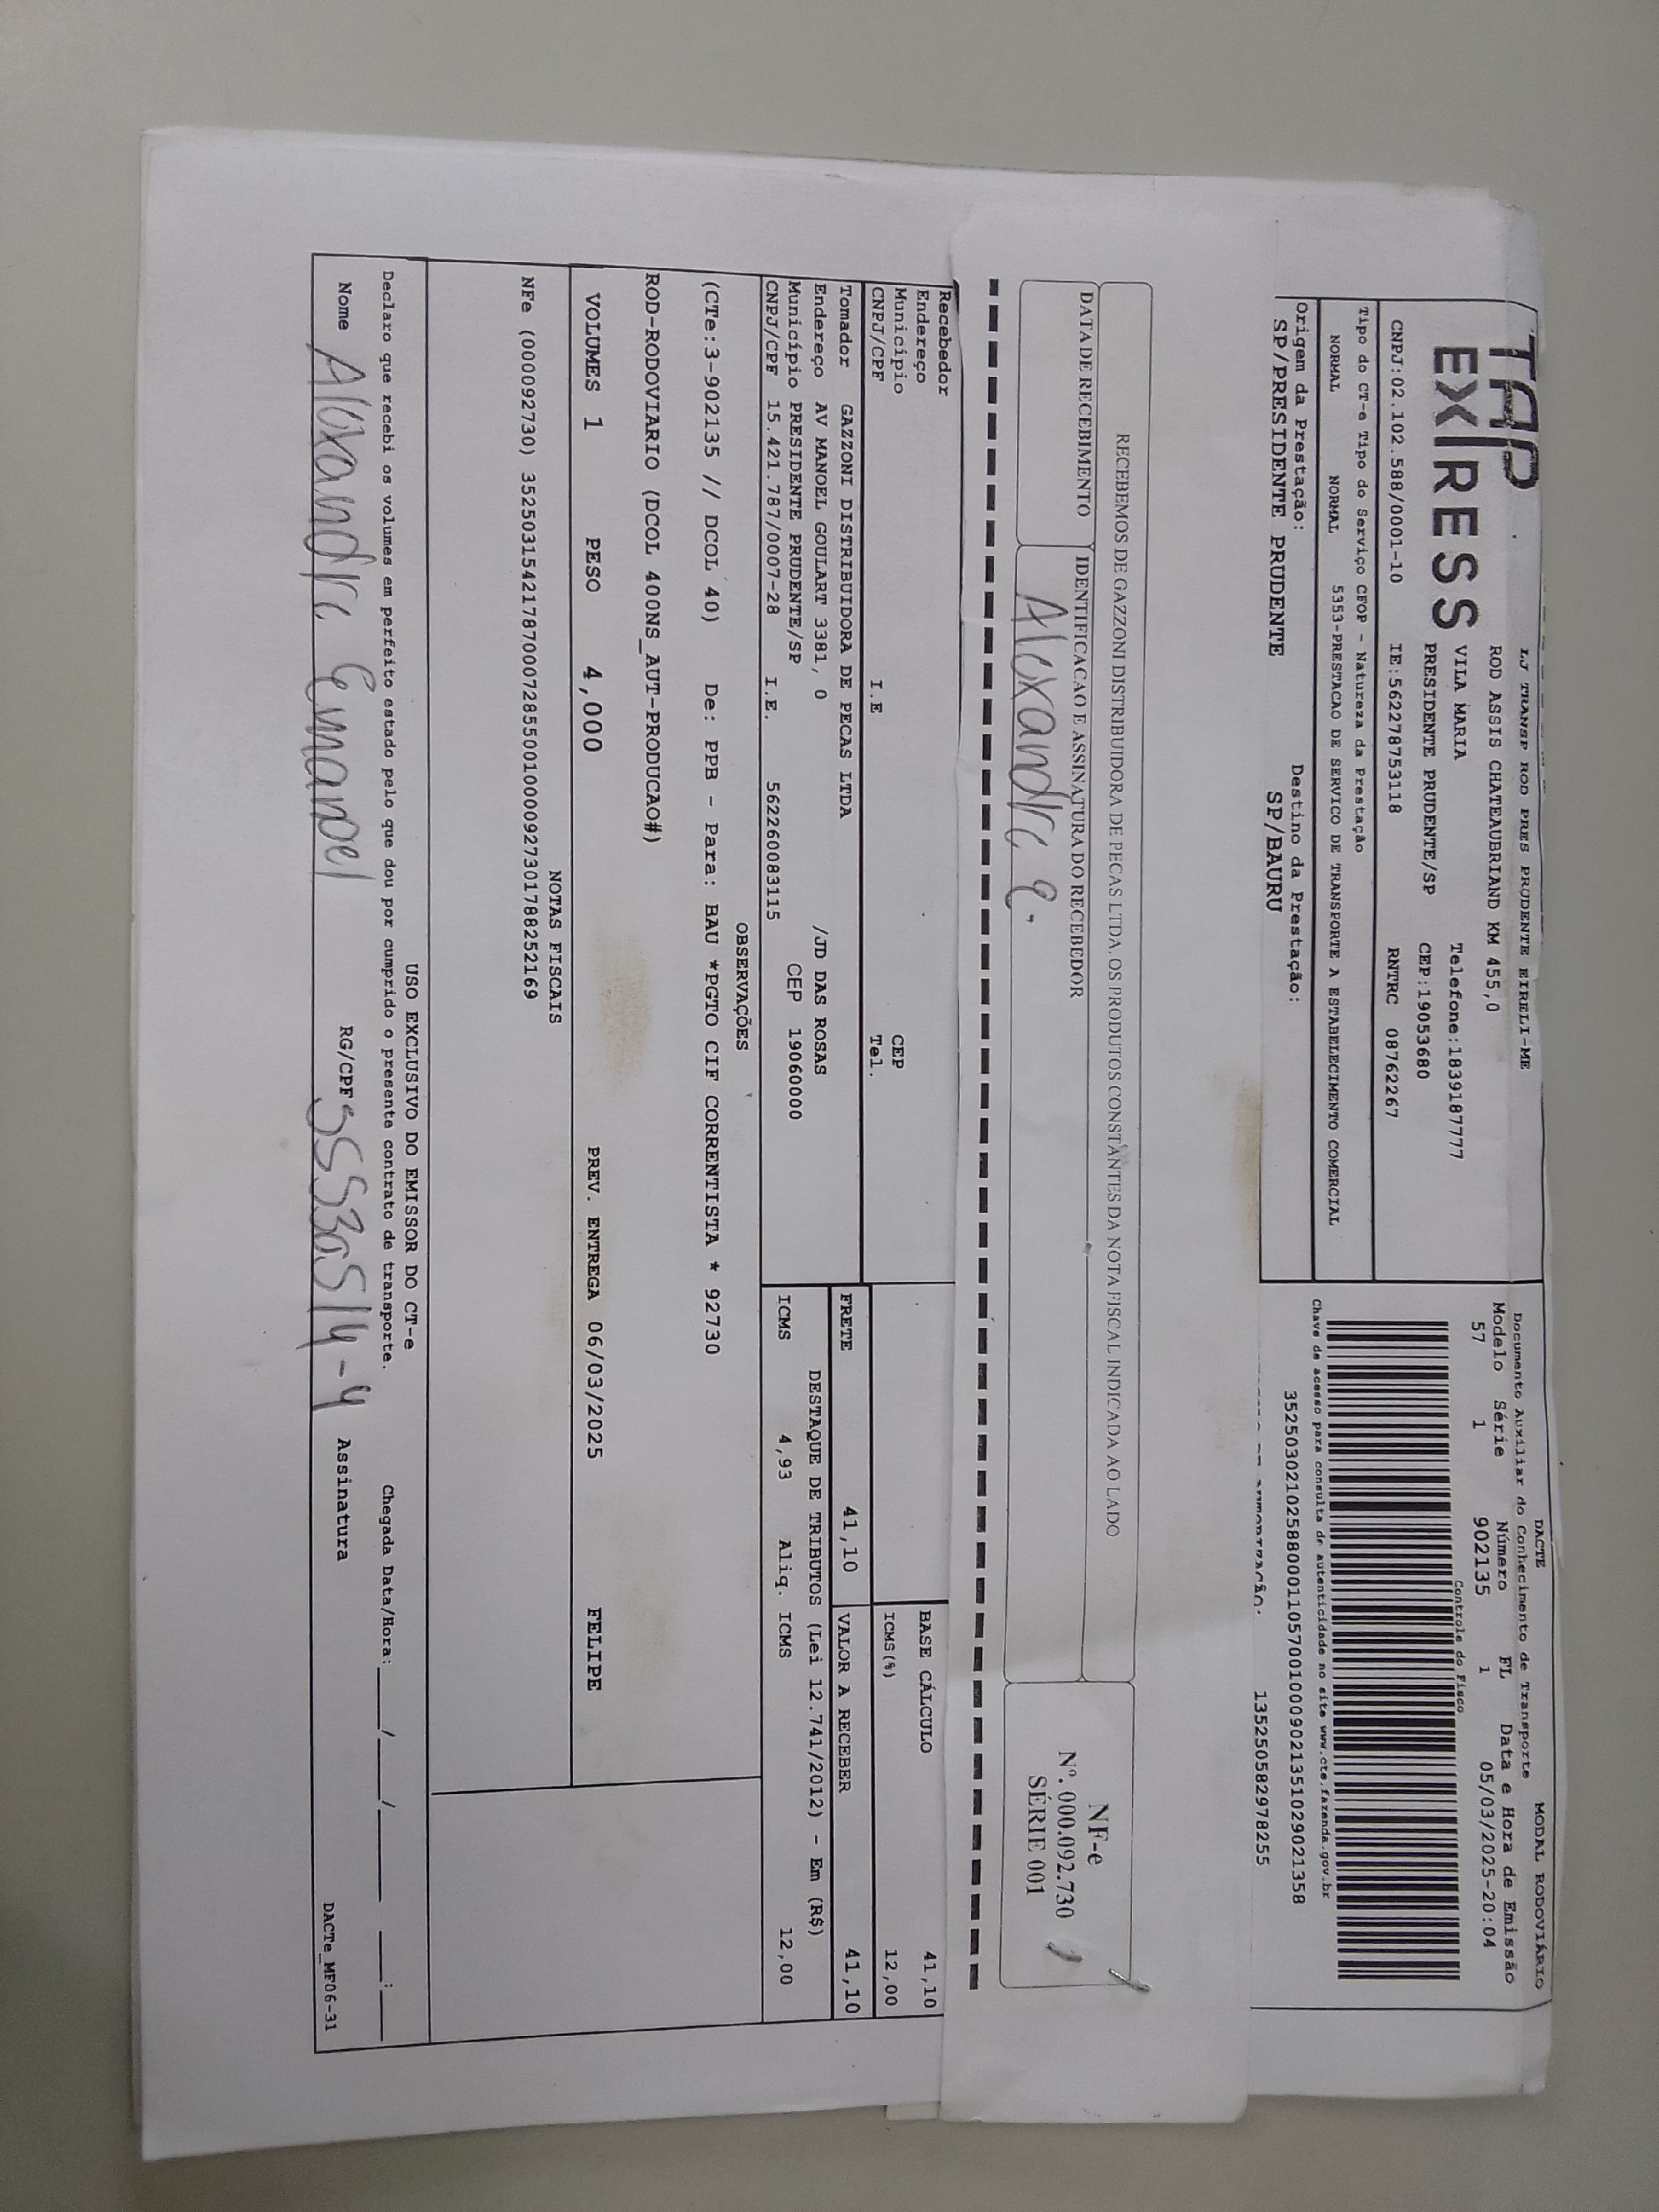 TAP
EXPRESS
LJ TRANSP ROD PRES PRUDENTE EIRELI-ME
ROD ASSIS CHATEAUBRIAND KM 455,0
VILA MARIA Telefone:1839187777
PRESIDENTE PRUDENTE/SP CEP:19053680
CNPJ:02.102.588/0001-10 IE:562278753118 RNTRC 08762267
Tipo do CT-e Tipo do Serviço CFOP - Natureza da Prestação
NORMAL NORMAL 5353-PRESTACAO DE SERVICO DE TRANSPORTE A ESTABELECIMENTO COMERCIAL
Origem da Prestação: Destino da Prestação:
SP/PRESIDENTE PRUDENTE SP/BAURU
DACTE MODAL RODOVIÁRIO
Documento Auxiliar do Conhecimento de Transporte
Modelo Série Número FL Data e Hora de Emissão
57 1 902135 1 05/03/2025-20:04
Controle do Fisco
Chave de acesso para consulta de autenticidade no site www.cte.fazenda.gov.br
35250302102588000110570010009021351029021358
135250582978255
RECEBEMOS DE GAZZONI DISTRIBUIDORA DE PECAS LTDA. OS PRODUTOS CONSTANTES DA NOTA FISCAL INDICADA AO LADO
DATA DE RECEBIMENTO IDENTIFICACAO E ASSINATURA DO RECEBEDOR
Alexandre E.
NF-e
Nº. 000.092.730
SÉRIE 001
Recebedor
Endereço CEP
Município Tel.
CNPJ/CPF I.E
BASE CÁLCULO 41,10
ICMS(%) 12,00
Tomador GAZZONI DISTRIBUIDORA DE PECAS LTDA
Endereço AV MANOEL GOULART 3381, 0 /JD DAS ROSAS
Município PRESIDENTE PRUDENTE/SP CEP 19060000
CNPJ/CPF 15.421.787/0007-28 I.E. 562260083115
FRETE 41,10 VALOR A RECEBER 41,10
DESTAQUE DE TRIBUTOS (Lei 12.741/2012) - Em (R$)
ICMS 4,93 Aliq. ICMS 12,00
OBSERVAÇÕES
(CTe:3-902135 // DCOL 40) De: PPB - Para: BAU *PGTO CIF CORRENTISTA * 92730
ROD-RODOVIARIO (DCOL 400NS_AUT-PRODUCAO#)
VOLUMES 1 PESO 4,000 PREV. ENTREGA 06/03/2025 FELIPE
NOTAS FISCAIS
NFe (000092730) 35250315421787000728550010000927301788252169
USO EXCLUSIVO DO EMISSOR DO CT-e
Declaro que recebi os volumes em perfeito estado pelo que dou por cumprido o presente contrato de transporte. Chegada Data/Hora:____/____/______ ____:____
Nome Alexandre Emanoel RG/CPF 55530514-4 Assinatura
DACTe_MF06-31